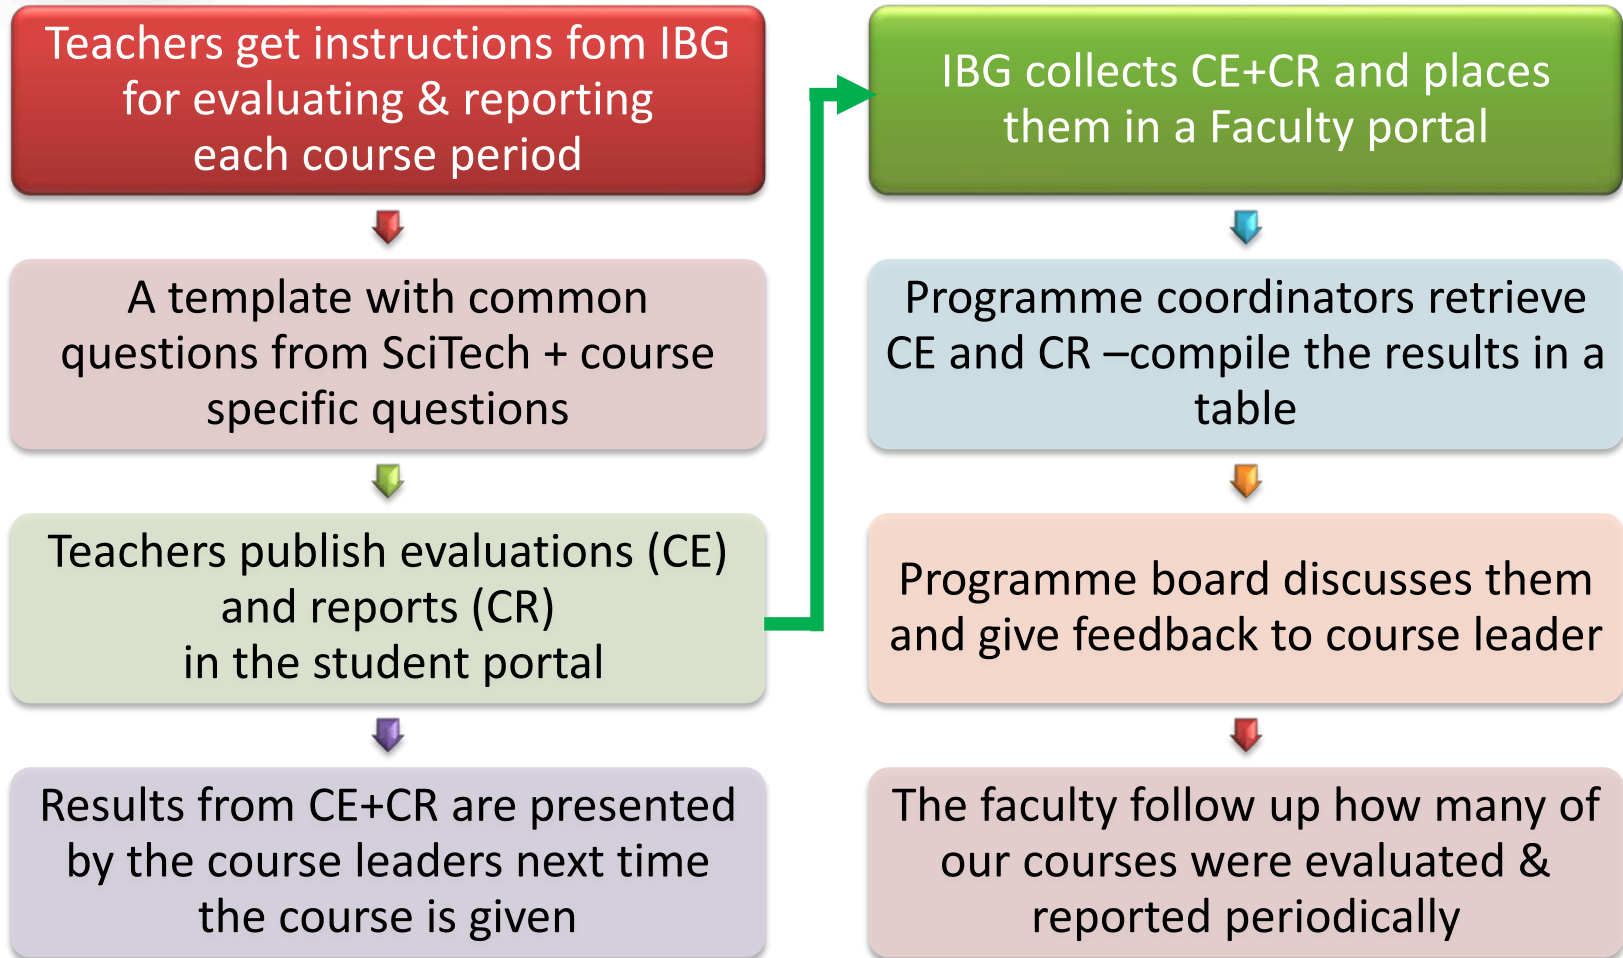 Teachers get instructions fom IBG
for evaluating & reporting
each course period
A template with common
questions from SciTech + course
specific questions
Teachers publish evaluations (CE)
and reports (CR)
in the student portal
Results from CE+CR are presented
by the course leaders next time
the course is given
IBG collects CE+CR and places
them in a Faculty portal
Programme coordinators retrieve
CE and CR –compile the results in a
table
Programme board discusses them
and give feedback to course leader
The faculty follow up how many of
our courses were evaluated &
reported periodically